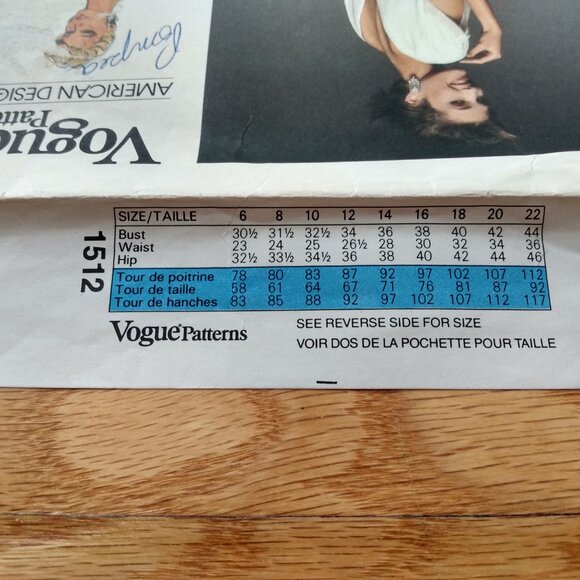 Pompea
AMERICAN DESIG
Vogue
Patte
1512
SIZE/TAILLE 6 8 10 12 14 16 18 20 22
Bust 30½ 31½ 32½ 34 36 38 40 42 44
Waist 23 24 25 26½ 28 30 32 34 36
Hip 32½ 33½ 34½ 36 38 40 42 44 46
Tour de poitrine 78 80 83 87 92 97 102 107 112
Tour de taille 58 61 64 67 71 76 81 87 92
Tour de hanches 83 85 88 92 97 102 107 112 117
Vogue® Patterns
SEE REVERSE SIDE FOR SIZE
VOIR DOS DE LA POCHETTE POUR TAILLE